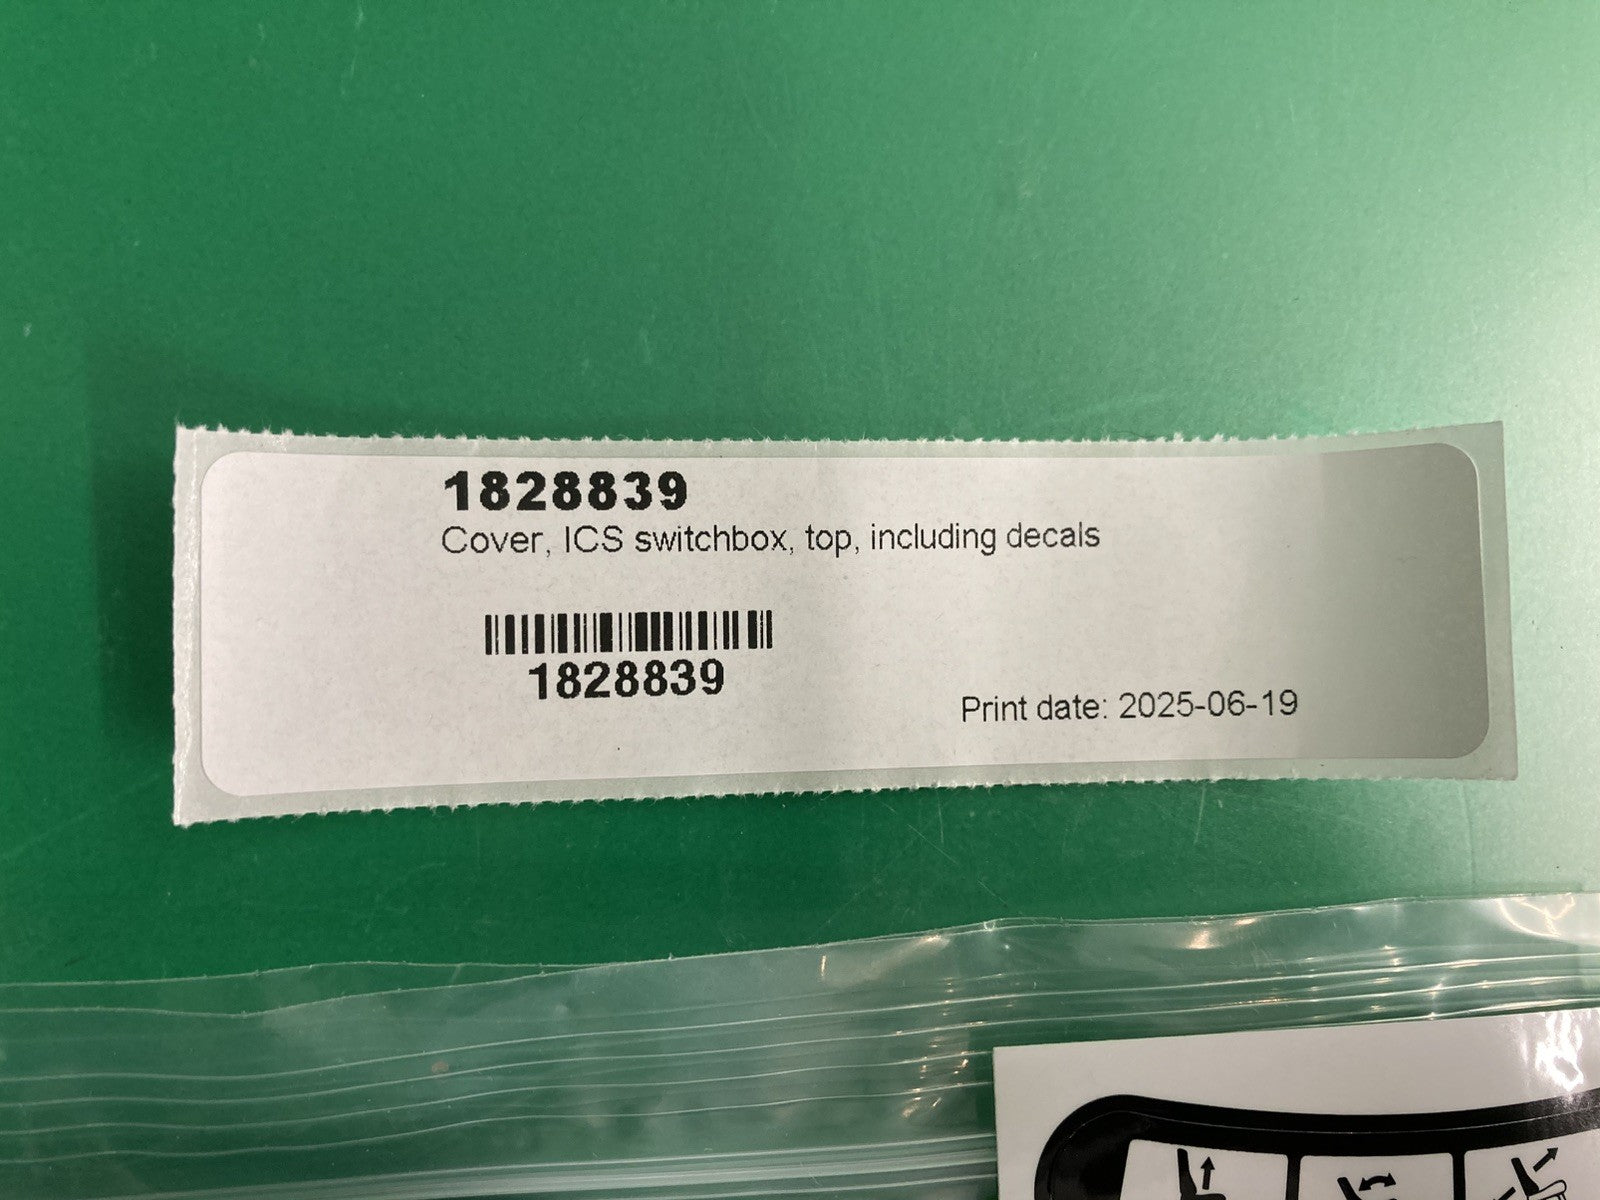 1828839
Cover, ICS switchbox, top, including decals
1828839
Print date: 2025-06-19